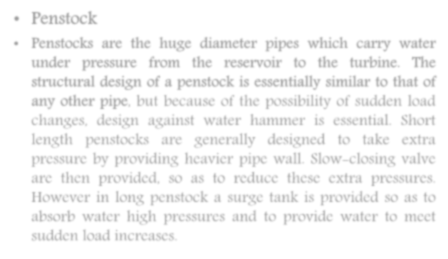 • Penstock
• Penstocks are the huge diameter pipes which carry water
under pressure from the reservoir to the turbine. The
structural design of a penstock is essentially similar to that of
any other pipe, but because of the possibility of sudden load
changes, design against water hammer is essential. Short
length penstocks are generally designed to take extra
pressure by providing heavier pipe wall. Slow-closing valve
are then provided, so as to reduce these extra pressures.
However in long penstock a surge tank is provided so as to
absorb water high pressures and to provide water to meet
sudden load increases.